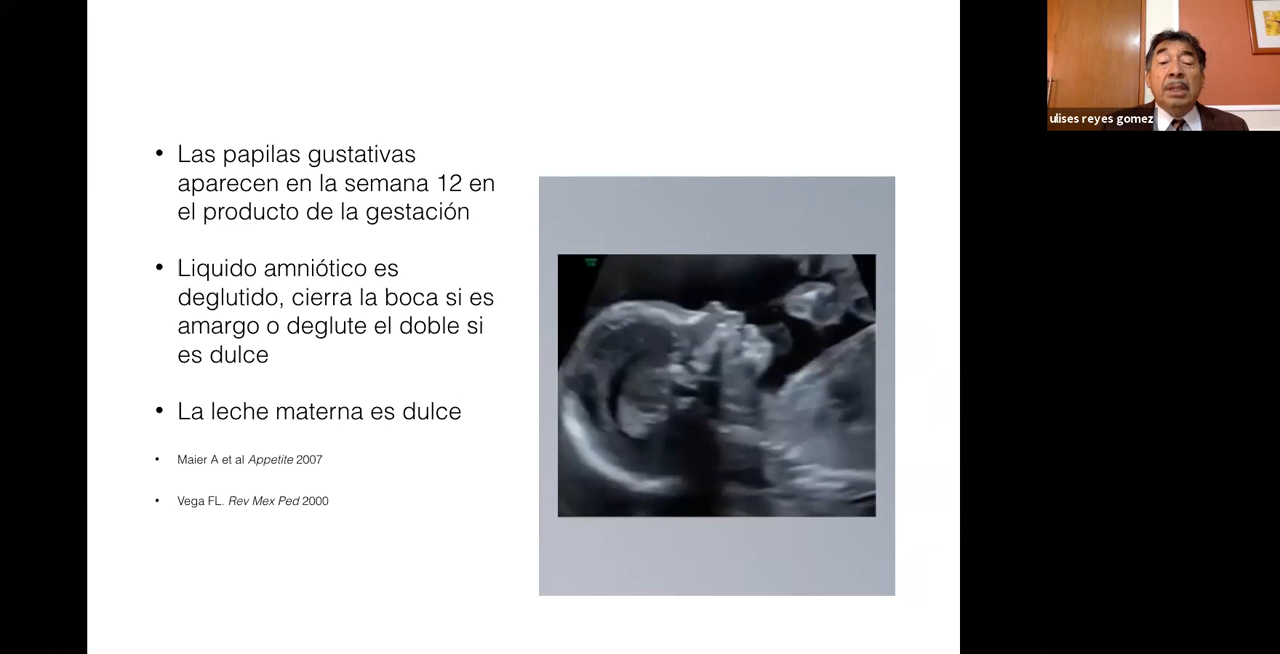 • Las papilas gustativas
aparecen en la semana 12 en
el producto de la gestación
• Liquido amniótico es
deglutido, cierra la boca si es
amargo o deglute el doble si
es dulce
• La leche materna es dulce
• Maier A et al Appetite 2007
• Vega FL. Rev Mex Ped 2000
ulises reyes gomez